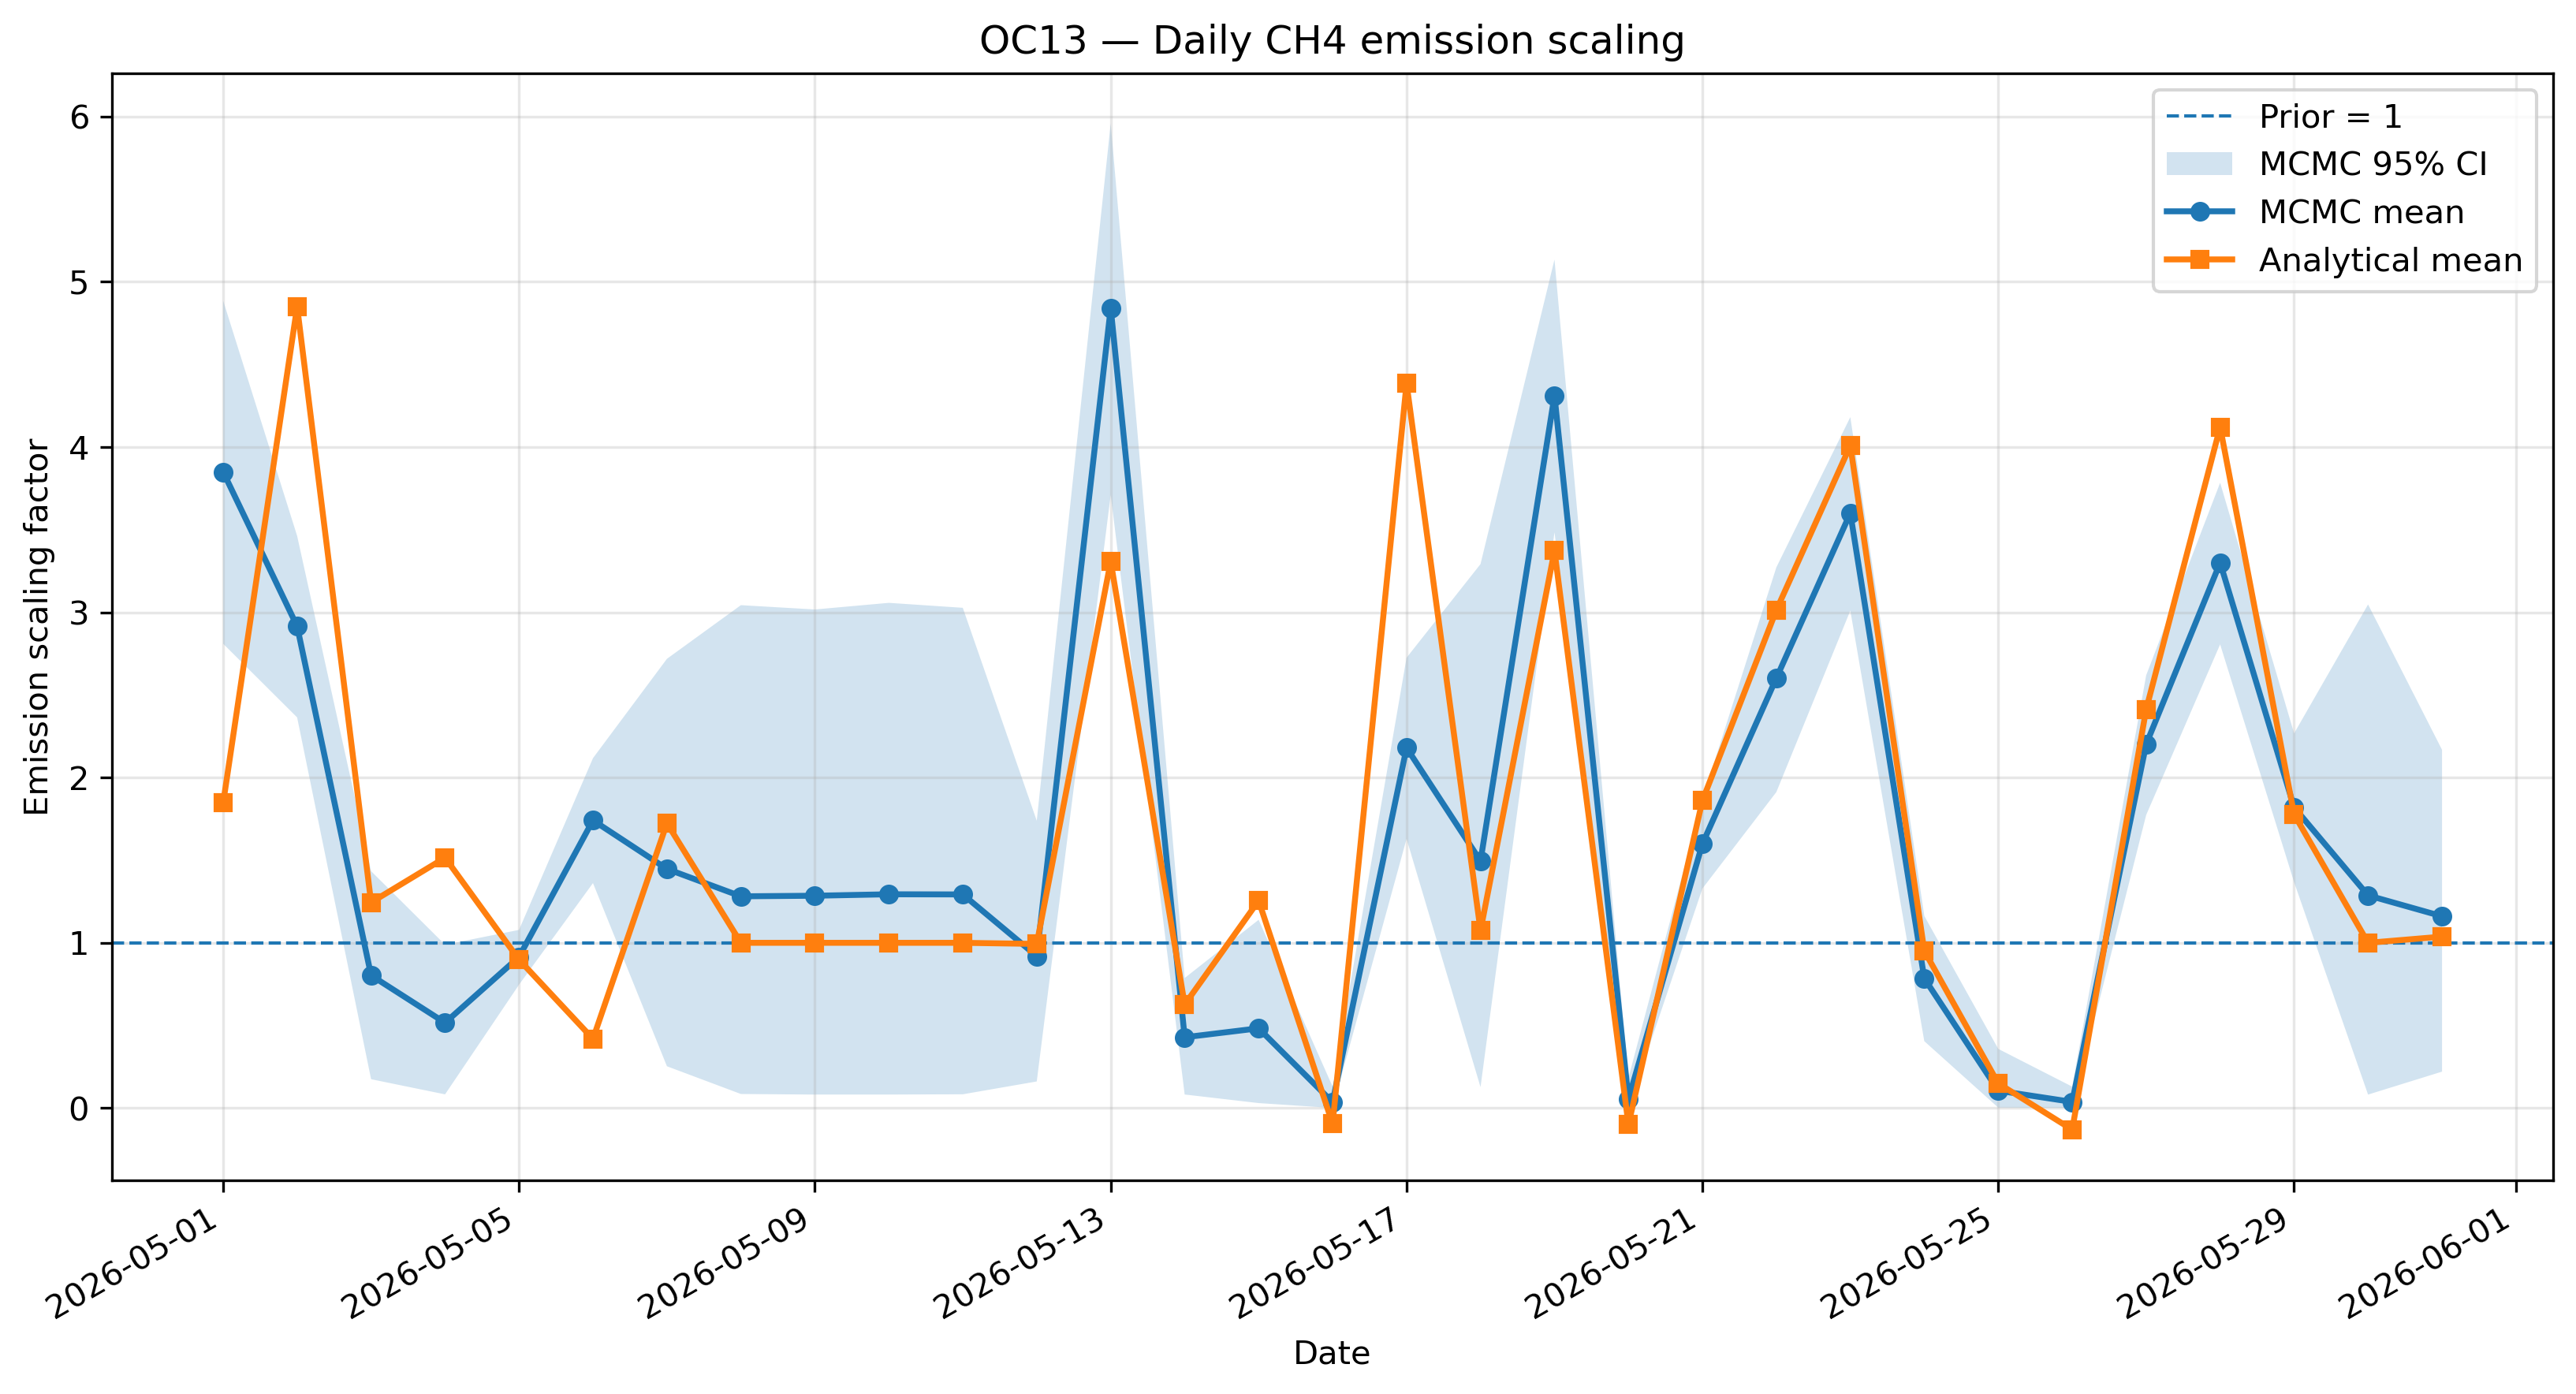 OC13 — Daily CH4 emission scaling
Prior = 1
MCMC 95% CI
MCMC mean
Analytical mean
Emission scaling factor
6
5
4
3
2
1
0
2026-05-01
2026-05-05
2026-05-09
2026-05-13
2026-05-17
2026-05-21
2026-05-25
2026-05-29
2026-06-01
Date